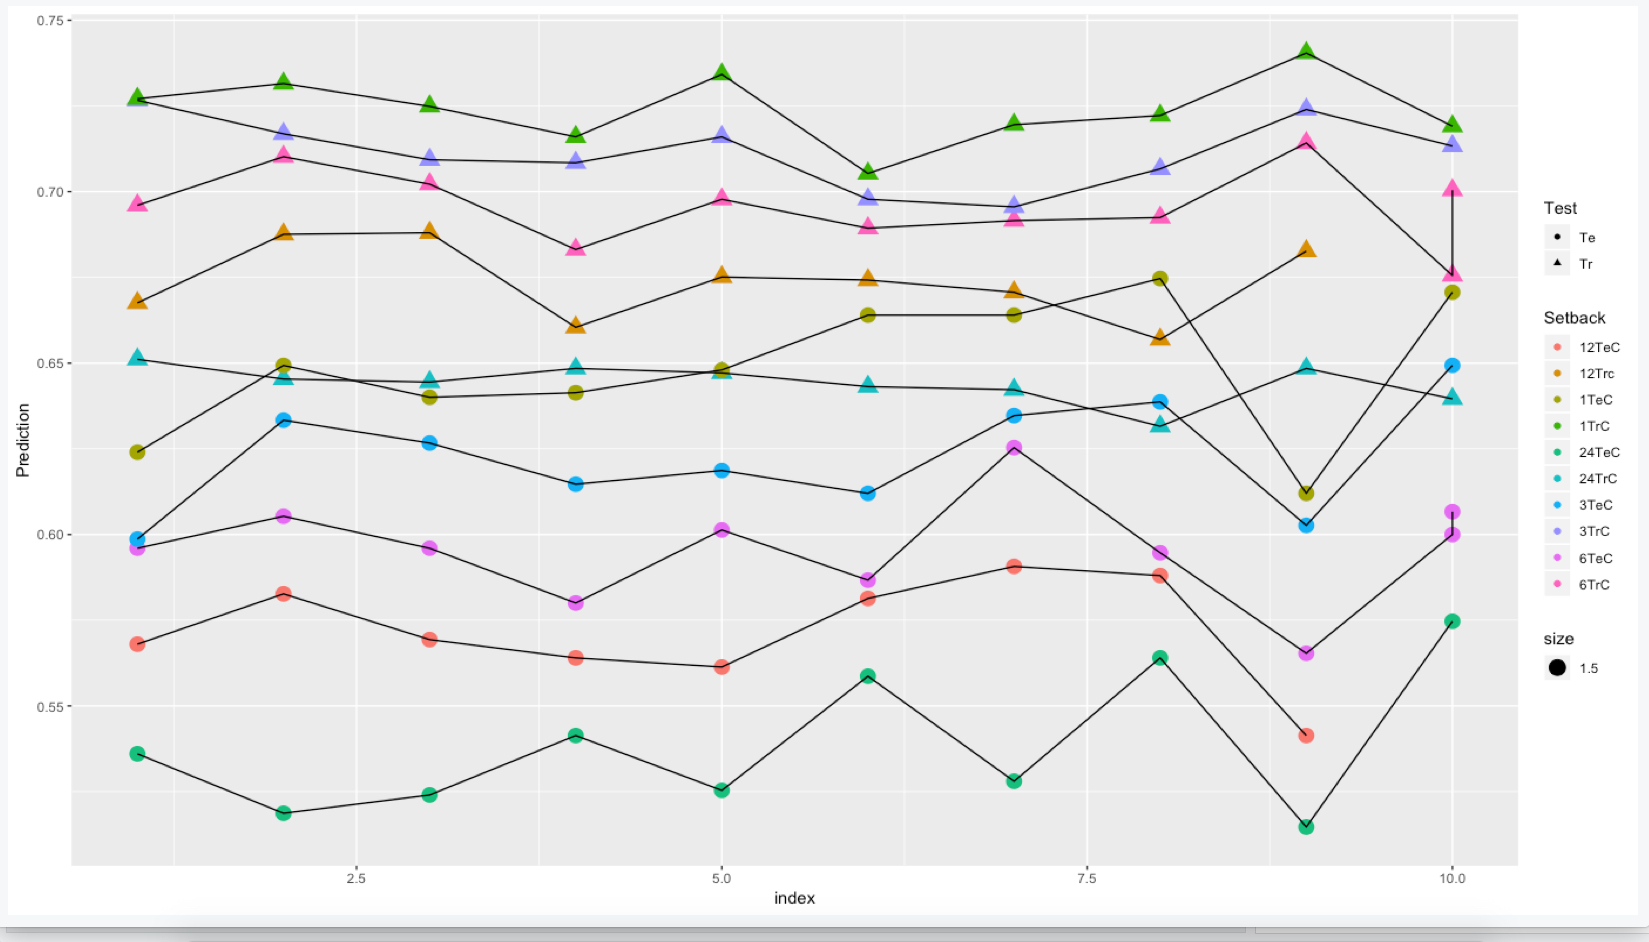 0.75
0.70
0.65
0.60
0.55
Prediction
2.5
5.0
7.5
10.0
index
Test
Te
Tr
Setback
12TeC
12Trc
1TeC
1TrC
24TeC
24TrC
3TeC
3TrC
6TeC
6TrC
size
1.5